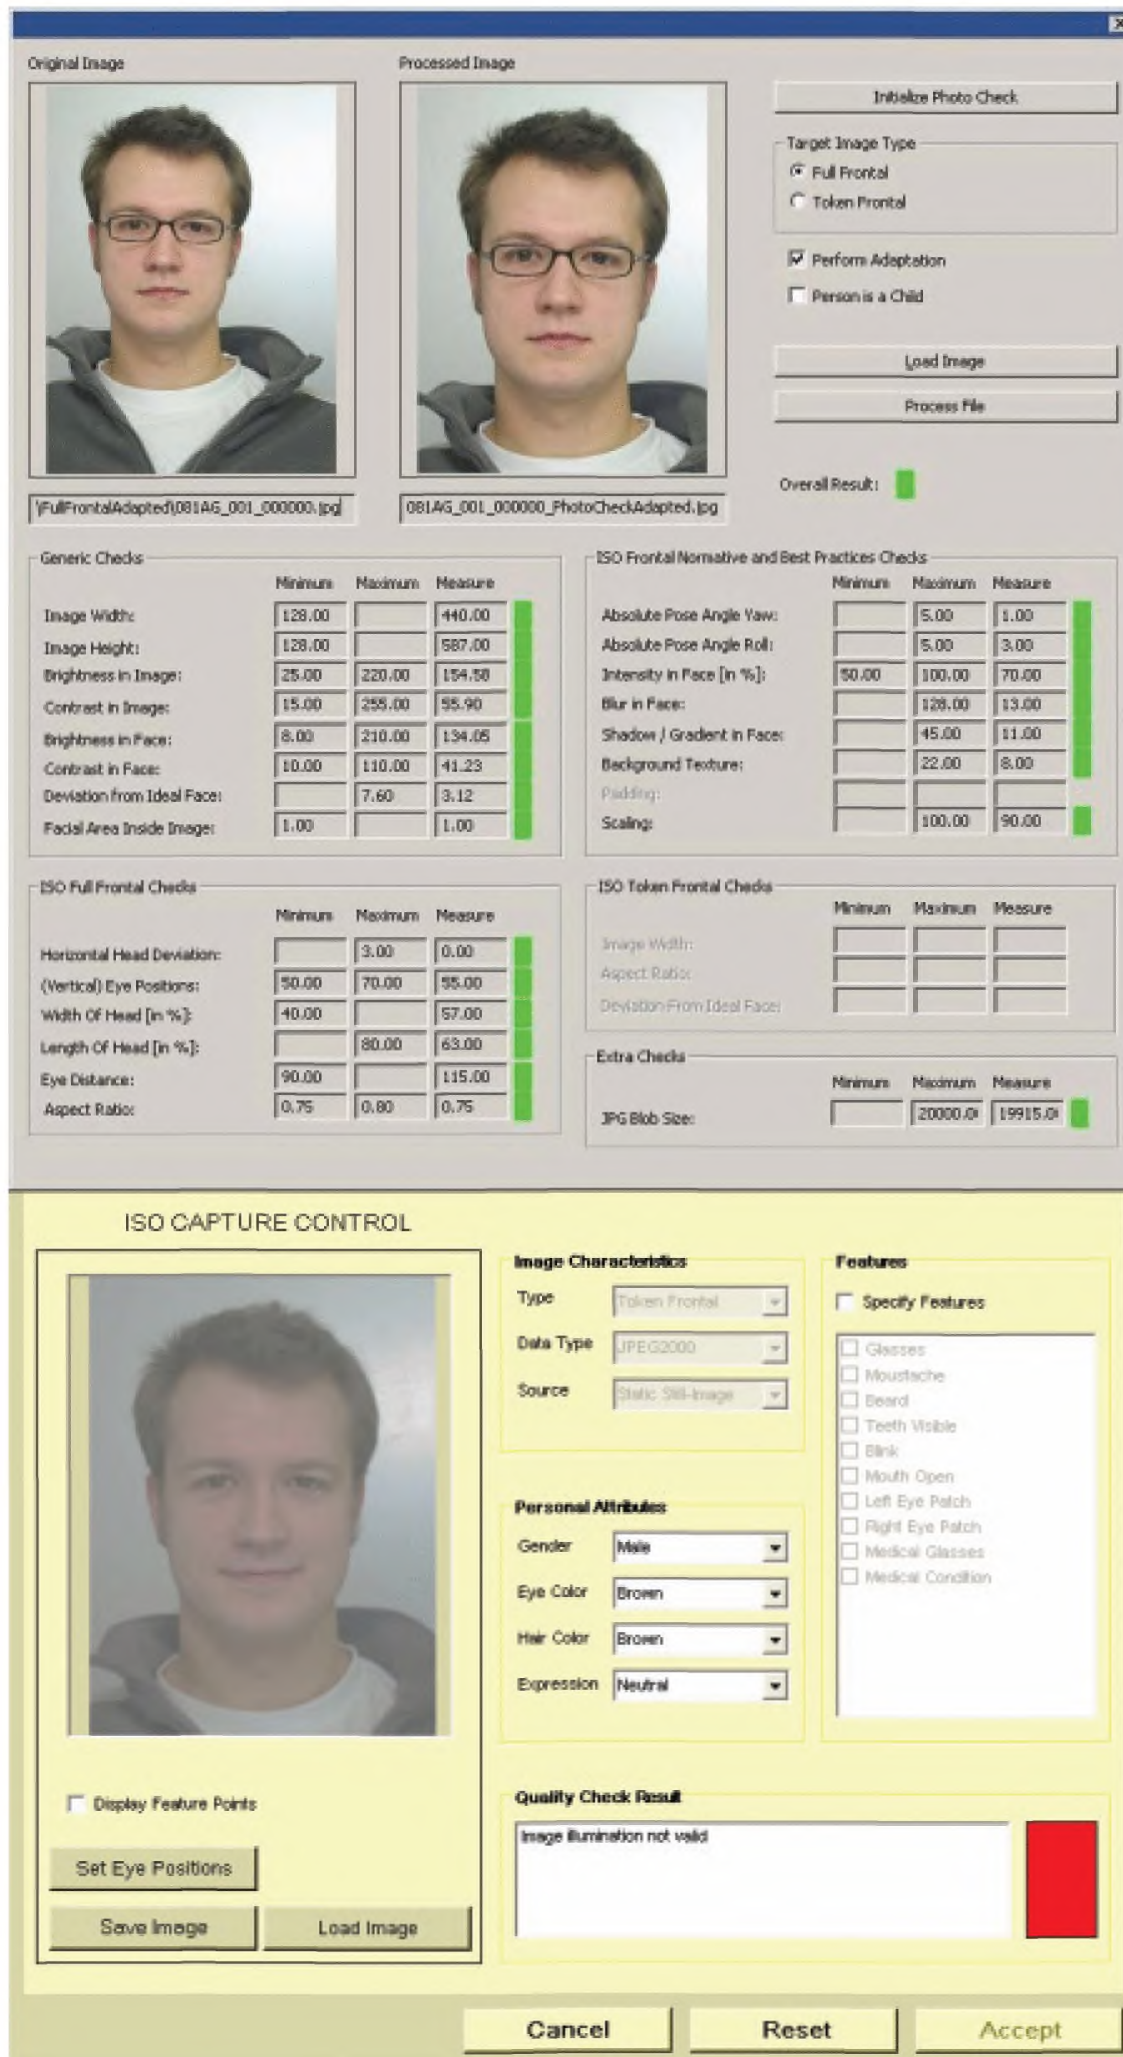 Original Image
Processed Image
Initialize Photo Check
Target Image Type
Full Frontal
Token Frontal
Perform Adaptation
Person is a Child
Load Image
Process File
Overall Result:
\FullFrontalAdapted\081AG_001_000000.jpg
081AG_001_000000_PhotoCheckAdapted.jpg
Generic Checks
Minimum Maximum Measure
Image Width: 128.00 440.00
Image Height: 128.00 587.00
Brightness in Image: 25.00 220.00 154.58
Contrast in Image: 15.00 255.00 55.90
Brightness in Face: 8.00 210.00 134.05
Contrast in Face: 10.00 110.00 41.23
Deviation from Ideal Face: 7.60 3.12
Facial Area Inside Image: 1.00 1.00
ISO Frontal Normative and Best Practices Checks
Minimum Maximum Measure
Absolute Pose Angle Yaw: 5.00 1.00
Absolute Pose Angle Roll: 5.00 3.00
Intensity in Face [in %]: 50.00 100.00 70.00
Blur in Face: 128.00 13.00
Shadow / Gradient in Face: 45.00 11.00
Background Texture: 22.00 8.00
Padding:
Scaling: 100.00 90.00
ISO Full Frontal Checks
Minimum Maximum Measure
Horizontal Head Deviation: 3.00 0.00
(Vertical) Eye Positions: 50.00 70.00 55.00
Width Of Head [in %]: 40.00 57.00
Length Of Head [in %]: 80.00 63.00
Eye Distance: 90.00 115.00
Aspect Ratio: 0.75 0.80 0.75
ISO Token Frontal Checks
Minimum Maximum Measure
Image Width:
Aspect Ratio:
Deviation From Ideal Face:
Extra Checks
Minimum Maximum Measure
JPG Blob Size: 20000.0 19915.0
ISO CAPTURE CONTROL
Display Feature Points
Set Eye Positions
Save Image
Load Image
Image Characteristics
Type Token Frontal
Data Type JPEG2000
Source Static Still-Image
Personal Attributes
Gender Male
Eye Color Brown
Hair Color Brown
Expression Neutral
Features
Specify Features
Glasses
Moustache
Beard
Teeth Visible
Blink
Mouth Open
Left Eye Patch
Right Eye Patch
Medical Glasses
Medical Condition
Quality Check Result
Image illumination not valid
Cancel
Reset
Accept